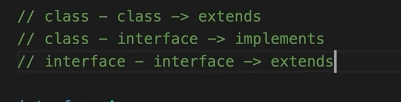 // class - class -> extends
// class - interface -> implements
// interface - interface -> extends